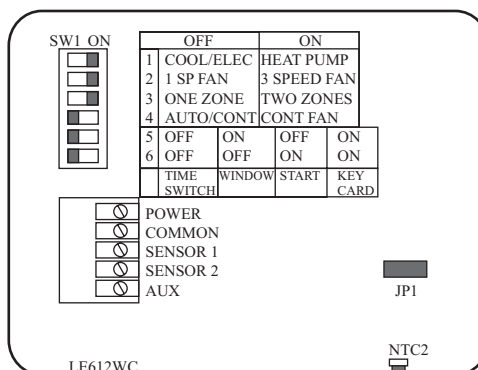 SW1 ON
OFF ON
1 COOL/ELEC HEAT PUMP
2 1 SP FAN 3 SPEED FAN
3 ONE ZONE TWO ZONES
4 AUTO/CONT CONT FAN
5 OFF ON OFF ON
6 OFF OFF ON ON
TIME SWITCH WINDOW START KEY CARD
POWER
COMMON
SENSOR 1
SENSOR 2
AUX
JP1
NTC2
LE612WC